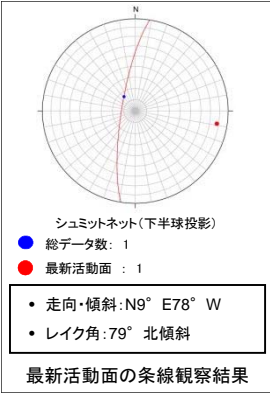 N
シュミットネット(下半球投影)
総データ数: 1
最新活動面 : 1
• 走向・傾斜:N9° E78° W
• レイク角:79° 北傾斜
最新活動面の条線観察結果